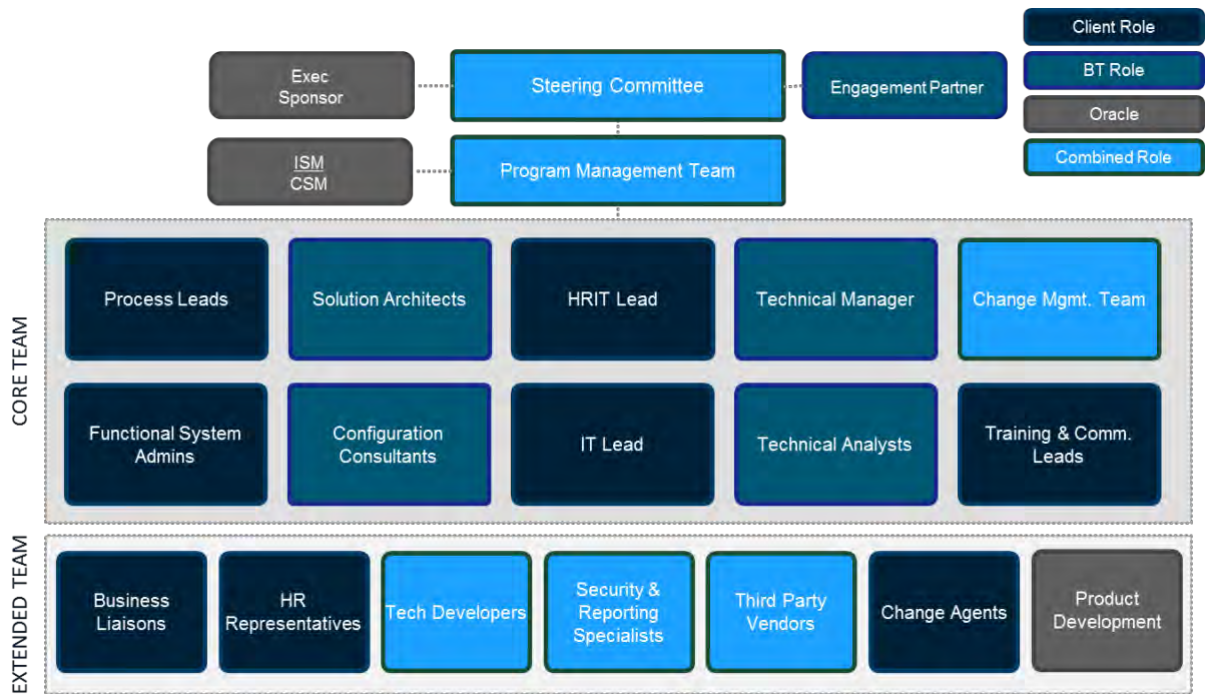 Client Role
BT Role
Oracle
Combined Role
Exec
Sponsor
Steering Committee
Engagement Partner
ISM
CSM
Program Management Team
CORE TEAM
Process Leads
Solution Architects
HRIT Lead
Technical Manager
Change Mgmt. Team
Functional System
Admins
Configuration
Consultants
IT Lead
Technical Analysts
Training & Comm.
Leads
EXTENDED TEAM
Business
Liaisons
HR
Representatives
Tech Developers
Security &
Reporting
Specialists
Third Party
Vendors
Change Agents
Product
Development